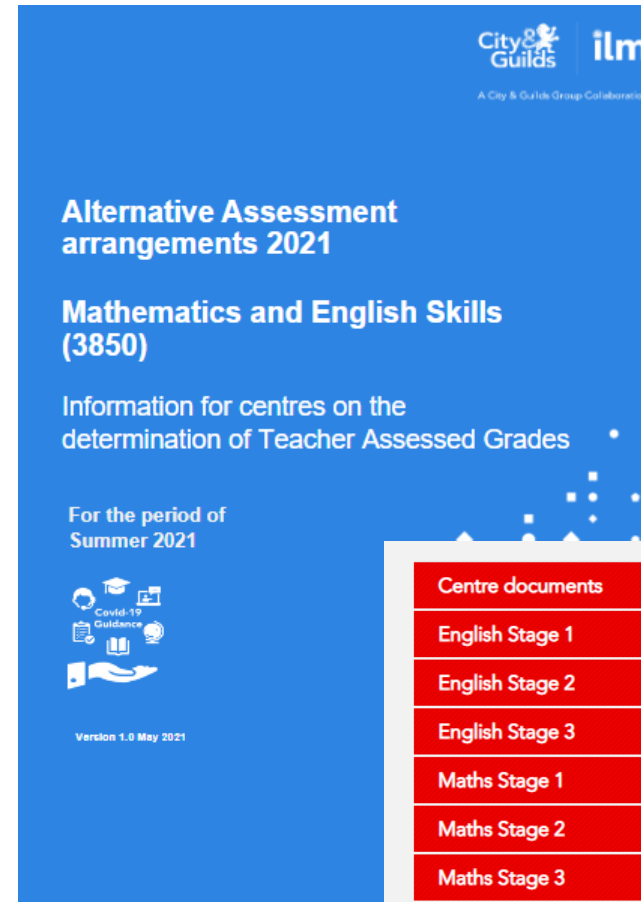 City&
Guilds
ilm
A City & Guilds Group Collaboratio
Alternative Assessment
arrangements 2021
Mathematics and English Skills
(3850)
Information for centres on the
determination of Teacher Assessed Grades
For the period of
Summer 2021
Covid-19
Guidance
Version 1.0 May 2021
Centre documents
English Stage 1
English Stage 2
English Stage 3
Maths Stage 1
Maths Stage 2
Maths Stage 3